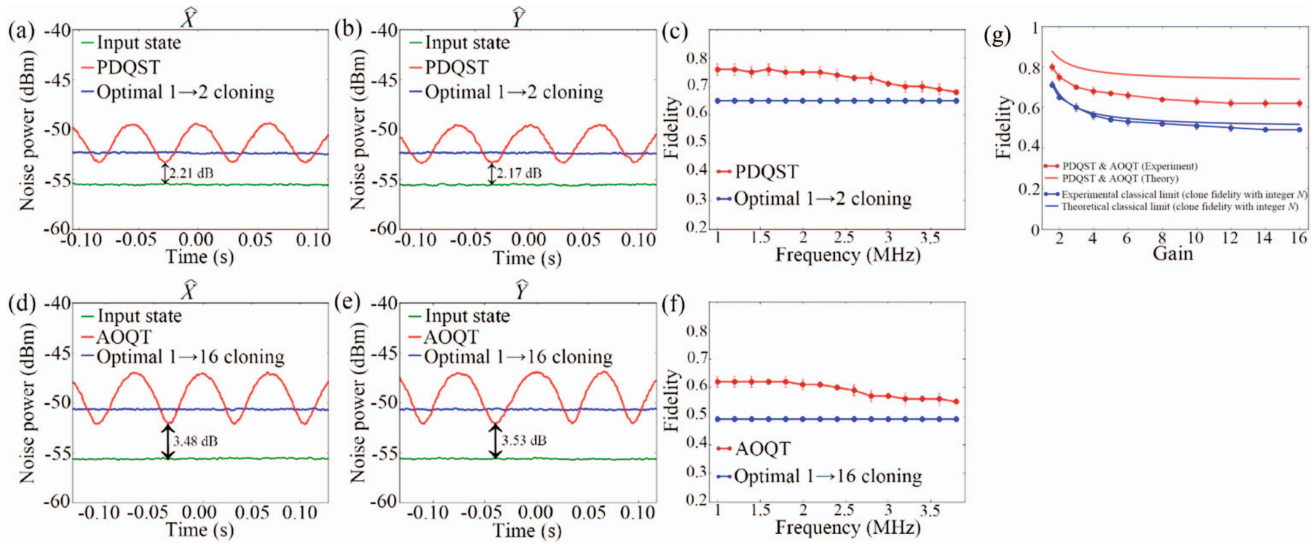 (a)
X̂
Noise power (dBm)
-40
-45
-50
-55
-60
Input state
PDQST
Optimal 1→2 cloning
2.21 dB
-0.10 -0.05 0.00 0.05 0.10
Time (s)
(b)
Ŷ
Noise power (dBm)
-40
-45
-50
-55
-60
Input state
PDQST
Optimal 1→2 cloning
2.17 dB
-0.10 -0.05 0.00 0.05 0.10
Time (s)
(c)
Fidelity
0.8
0.7
0.6
0.5
0.4
0.3
0.2
PDQST
Optimal 1→2 cloning
1 1.5 2.0 2.5 3.0 3.5
Frequency (MHz)
(g)
Fidelity
1
0.8
0.6
0.4
0.2
0
PDQST & AOQT (Experiment)
PDQST & AOQT (Theory)
Experimental classical limit (clone fidelity with integer N)
Theoretical classical limit (clone fidelity with integer N)
2 4 6 8 10 12 14 16
Gain
(d)
X̂
Noise power (dBm)
-40
-45
-50
-55
-60
Input state
AOQT
Optimal 1→16 cloning
3.48 dB
-0.10 -0.05 0.00 0.05 0.10
Time (s)
(e)
Ŷ
Noise power (dBm)
-40
-45
-50
-55
-60
Input state
AOQT
Optimal 1→16 cloning
3.53 dB
-0.10 -0.05 0.00 0.05 0.10
Time (s)
(f)
Fidelity
0.8
0.7
0.6
0.5
0.4
0.3
0.2
AOQT
Optimal 1→16 cloning
1 1.5 2.0 2.5 3.0 3.5
Frequency (MHz)